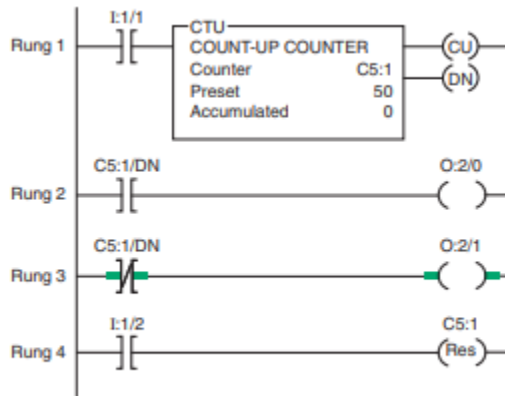 I:1/1
Rung 1
CTU
COUNT-UP COUNTER
Counter C5:1
Preset 50
Accumulated 0
CU
DN
C5:1/DN O:2/0
Rung 2
C5:1/DN O:2/1
Rung 3
I:1/2 C5:1
Rung 4 Res